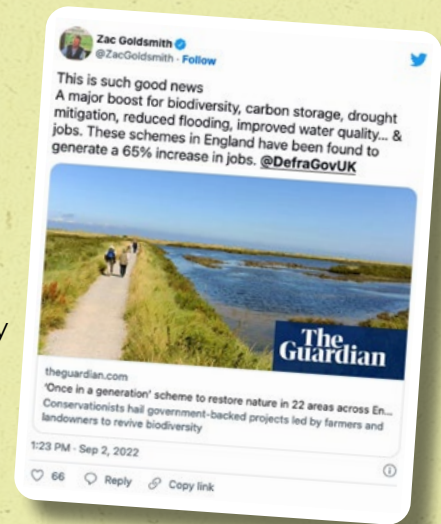 Zac Goldsmith
@ZacGoldsmith · Follow
This is such good news
A major boost for biodiversity, carbon storage, drought
mitigation, reduced flooding, improved water quality... &
jobs. These schemes in England have been found to
generate a 65% increase in jobs. @DefraGovUK
The
Guardian
theguardian.com
'Once in a generation' scheme to restore nature in 22 areas across En...
Conservationists hail government-backed projects led by farmers and
landowners to revive biodiversity
1:23 PM · Sep 2, 2022
66 Reply Copy link
y